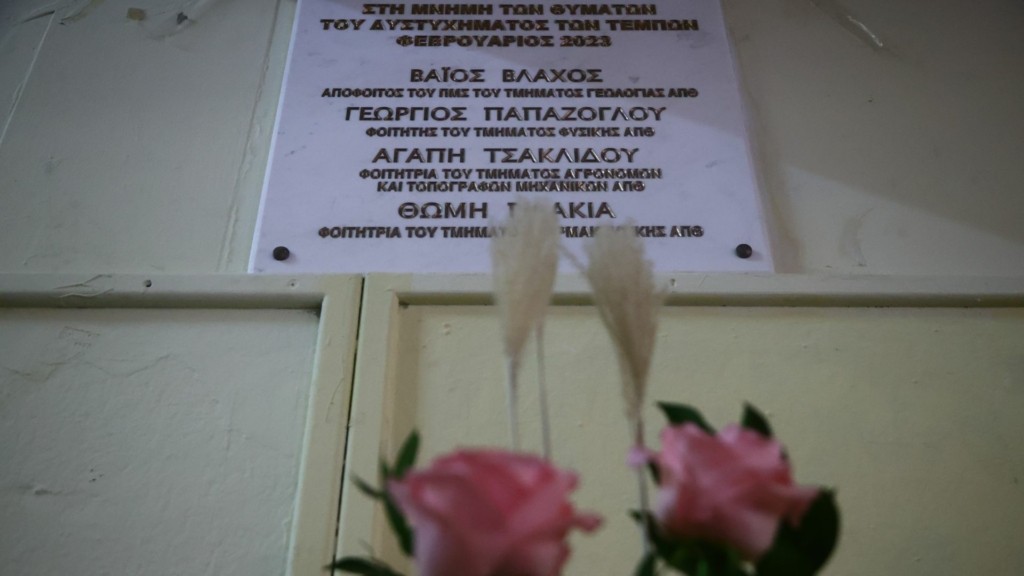 ΣΤΗ ΜΝΗΜΗ ΤΩΝ ΘΥΜΑΤΩΝ
ΤΟΥ ΔΥΣΤΥΧΗΜΑΤΟΣ ΤΩΝ ΤΕΜΠΩΝ
ΦΕΒΡΟΥΑΡΙΟΣ 2023
ΒΑΪΟΣ ΒΛΑΧΟΣ
ΑΠΟΦΟΙΤΟΣ ΤΟΥ ΠΜΣ ΤΟΥ ΤΜΗΜΑΤΟΣ ΓΕΩΛΟΓΙΑΣ ΑΠΘ
ΓΕΩΡΓΙΟΣ ΠΑΠΑΖΟΓΛΟΥ
ΦΟΙΤΗΤΗΣ ΤΟΥ ΤΜΗΜΑΤΟΣ ΦΥΣΙΚΗΣ ΑΠΘ
ΑΓΑΠΗ ΤΣΑΚΛΙΔΟΥ
ΦΟΙΤΗΤΡΙΑ ΤΟΥ ΤΜΗΜΑΤΟΣ ΑΓΡΟΝΟΜΩΝ
ΚΑΙ ΤΟΠΟΓΡΑΦΩΝ ΜΗΧΑΝΙΚΩΝ ΑΠΘ
ΘΩΜΗ
ΦΟΙΤΗΤΡΙΑ ΤΟΥ ΑΠΘ